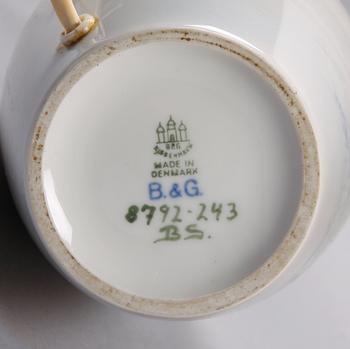 B&G
KJØBENHAVN
MADE IN
DENMARK
B.&G.
8792-243
BS.